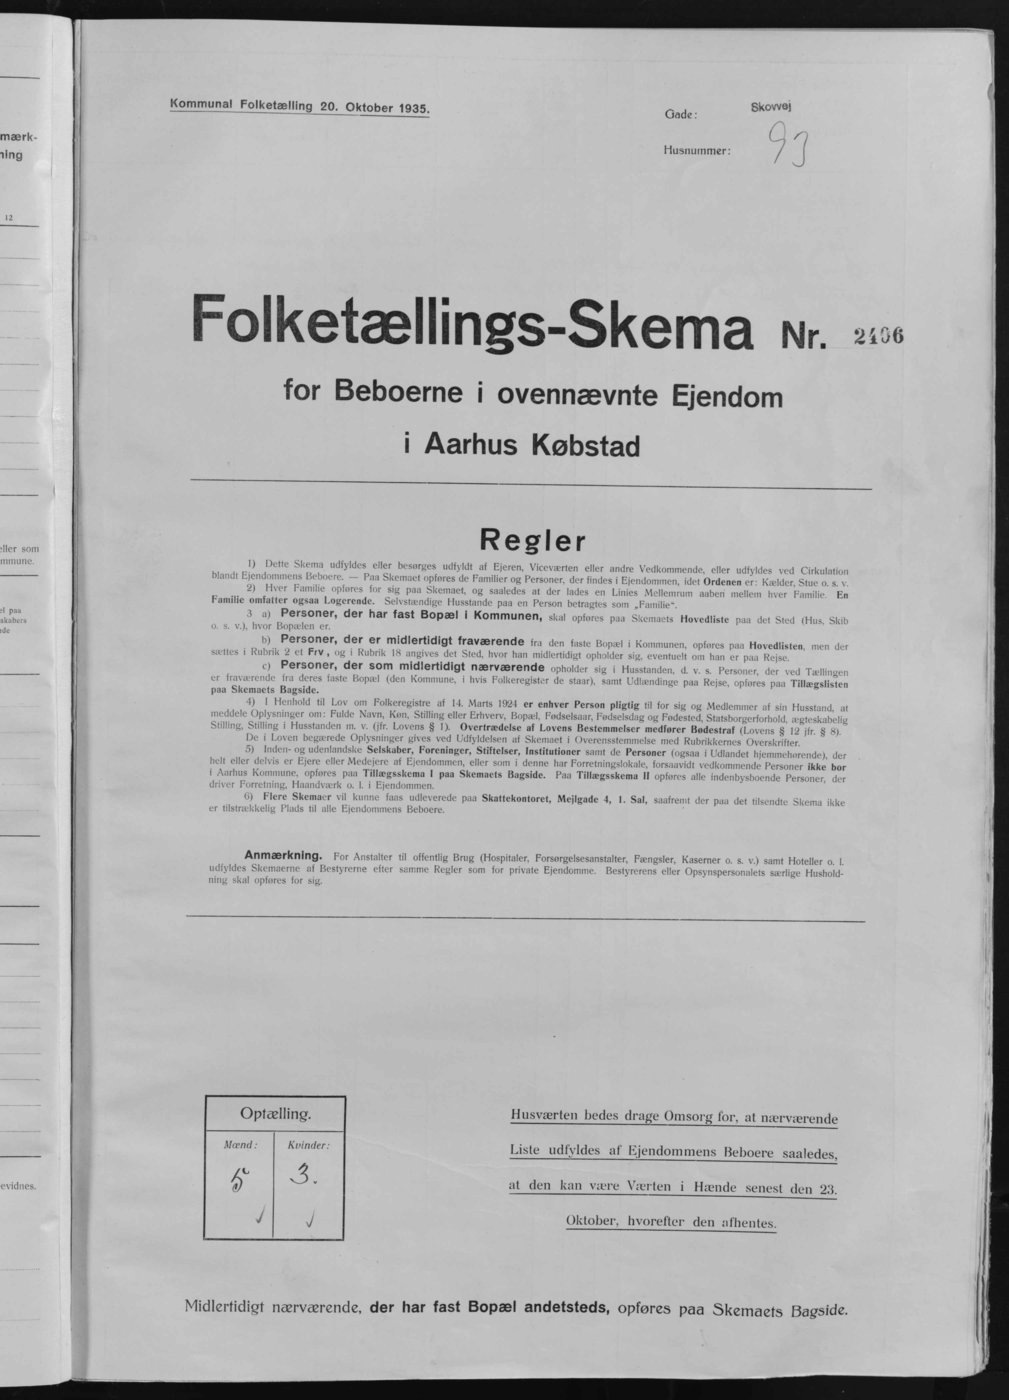 Kommunal Folketælling 20. Oktober 1935.
Gade: Skovvej
Husnummer: 93
mærk-
ning
12
Folketællings-Skema Nr. 2406
for Beboerne i ovennævnte Ejendom
i Aarhus Købstad
eller som
mmune.
el paa
skabers
Regler
1) Dette Skema udfyldes eller besørges udfyldt af Ejeren, Viceværten eller andre Vedkommende, eller udfyldes ved Cirkulation
blandt Ejendommens Beboere. — Paa Skemaet opføres de Familier og Personer, der findes i Ejendommen, idet Ordenen er: Kælder, Stue o. s. v.
2) Hver Familie opføres for sig paa Skemaet, og saaledes at der lades en Linies Mellemrum aaben mellem hver Familie. En
Familie omfatter ogsaa Logerende. Selvstændige Husstande paa en Person betragtes som „Familie“.
3 a) Personer, der har fast Bopæl i Kommunen, skal opføres paa Skemaets Hovedliste paa det Sted (Hus, Skib
o. s. v.), hvor Bopælen er.
b) Personer, der er midlertidigt fraværende fra den faste Bopæl i Kommunen, opføres paa Hovedlisten, men der
sættes i Rubrik 2 et Frv, og i Rubrik 18 angives det Sted, hvor han midlertidigt opholder sig, eventuelt om han er paa Rejse.
c) Personer, der som midlertidigt nærværende opholder sig i Husstanden, d. v. s. Personer, der ved Tællingen
er fraværende fra deres faste Bopæl (den Kommune, i hvis Folkeregister de staar), samt Udlændinge paa Rejse, opføres paa Tillægslisten
paa Skemaets Bagside.
4) I Henhold til Lov om Folkeregistre af 14. Marts 1924 er enhver Person pligtig til for sig og Medlemmer af sin Husstand, at
meddele Oplysninger om: Fulde Navn, Køn, Stilling eller Erhverv, Bopæl, Fødselsaar, Fødselsdag og Fødested, Statsborgerforhold, ægteskabelig
Stilling, Stilling i Husstanden m. v. (jfr. Lovens § 1). Overtrædelse af Lovens Bestemmelser medfører Bødestraf (Lovens § 12 jfr. § 8).
De i Loven begærede Oplysninger gives ved Udfyldelsen af Skemaet i Overensstemmelse med Rubrikkernes Overskrifter.
5) Inden- og udenlandske Selskaber, Foreninger, Stiftelser, Institutioner samt de Personer (ogsaa i Udlandet hjemmehørende), der
helt eller delvis er Ejere eller Medejere af Ejendommen, eller som i denne har Forretningslokale, forsaavidt vedkommende Personer ikke bor
i Aarhus Kommune, opføres paa Tillægsskema I paa Skemaets Bagside. Paa Tillægsskema II opføres alle indenbysboende Personer, der
driver Forretning, Haandværk o. l. i Ejendommen.
6) Flere Skemaer vil kunne faas udleverede paa Skattekontoret, Mejlgade 4, 1. Sal, saafremt der paa det tilsendte Skema ikke
er tilstrækkelig Plads til alle Ejendommens Beboere.
Anmærkning. For Anstalter til offentlig Brug (Hospitaler, Forsørgelsesanstalter, Fængsler, Kaserner o. s. v.) samt Hoteller o. l.
udfyldes Skemaerne af Bestyrerne efter samme Regler som for private Ejendomme. Bestyrerens eller Opsynspersonalets særlige Hushold-
ning skal opføres for sig.
evidnes.
Optælling.
Mænd: Kvinder:
5 3.
Husværten bedes drage Omsorg for, at nærværende
Liste udfyldes af Ejendommens Beboere saaledes,
at den kan være Værten i Hænde senest den 23.
Oktober, hvorefter den afhentes.
Midlertidigt nærværende, der har fast Bopæl andetsteds, opføres paa Skemaets Bagside.